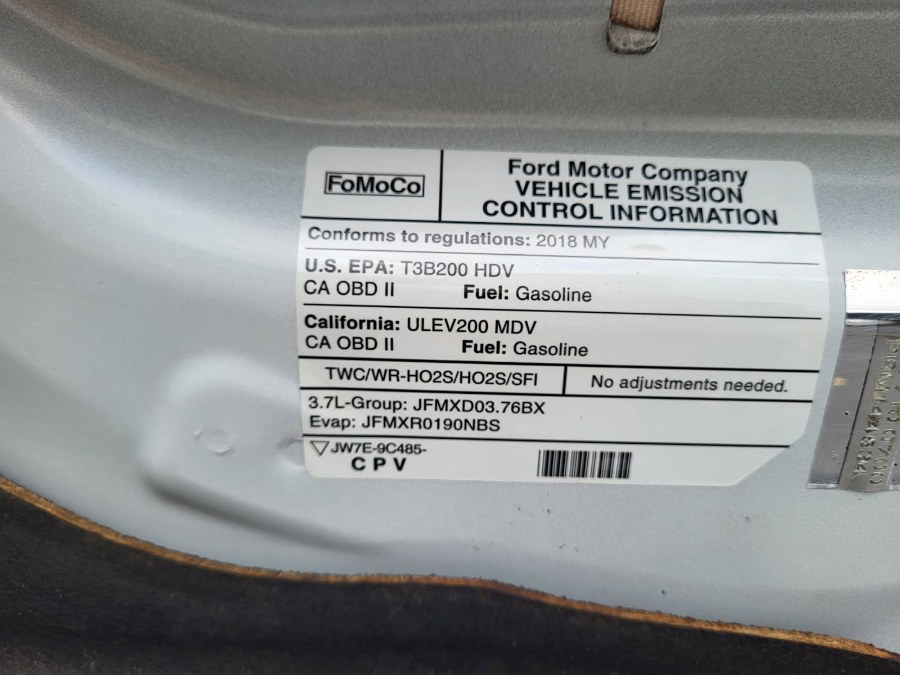 FoMoCo
Ford Motor Company
VEHICLE EMISSION
CONTROL INFORMATION
Conforms to regulations: 2018 MY
U.S. EPA: T3B200 HDV
CA OBD II Fuel: Gasoline
California: ULEV200 MDV
CA OBD II Fuel: Gasoline
TWC/WR-HO2S/HO2S/SFI
No adjustments needed.
3.7L-Group: JFMXD03.76BX
Evap: JFMXR0190NBS
JW7E-9C485-
C P V